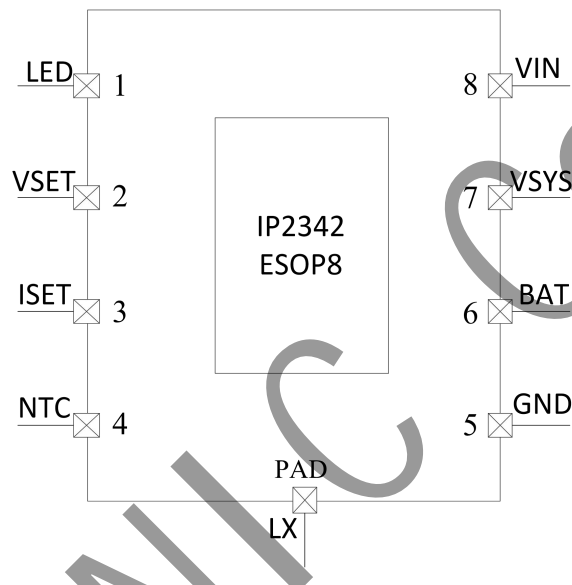 LED 1 8 VIN
VSET 2 7 VSYS
IP2342
ESOP8
ISET 3 6 BAT
NTC 4 5 GND
PAD
LX